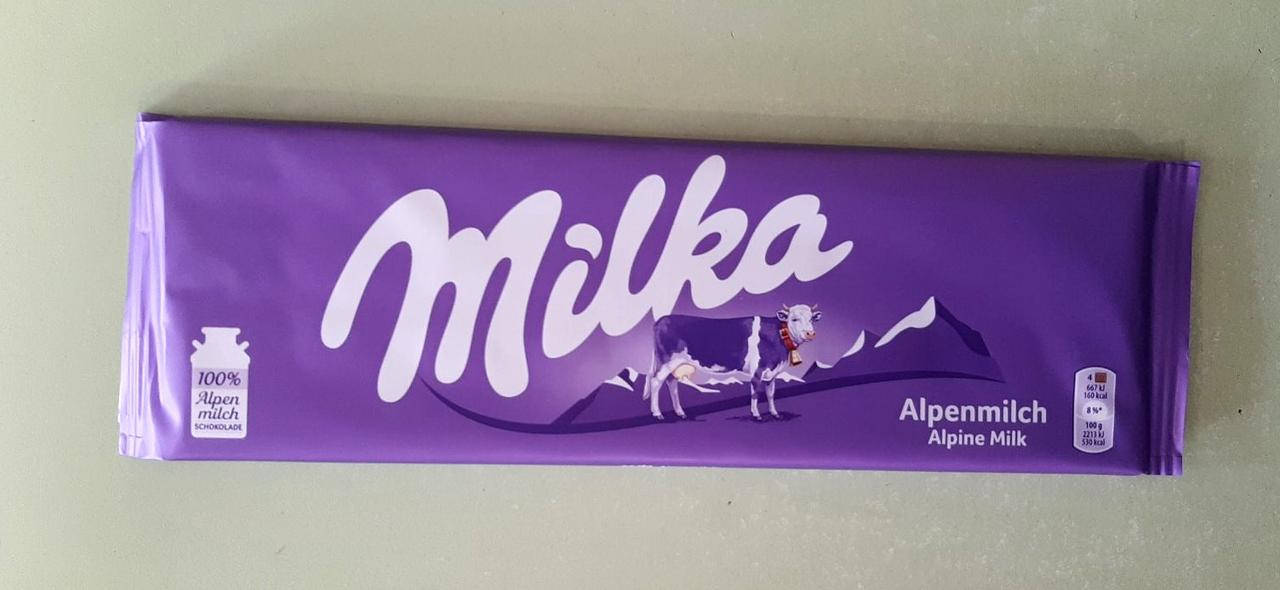 Milka
100%
Alpen
milch
SCHOKOLADE
Alpenmilch
Alpine Milk
4
667 kJ
160 kcal
8 %*
100 g
2213 kJ
530 kcal